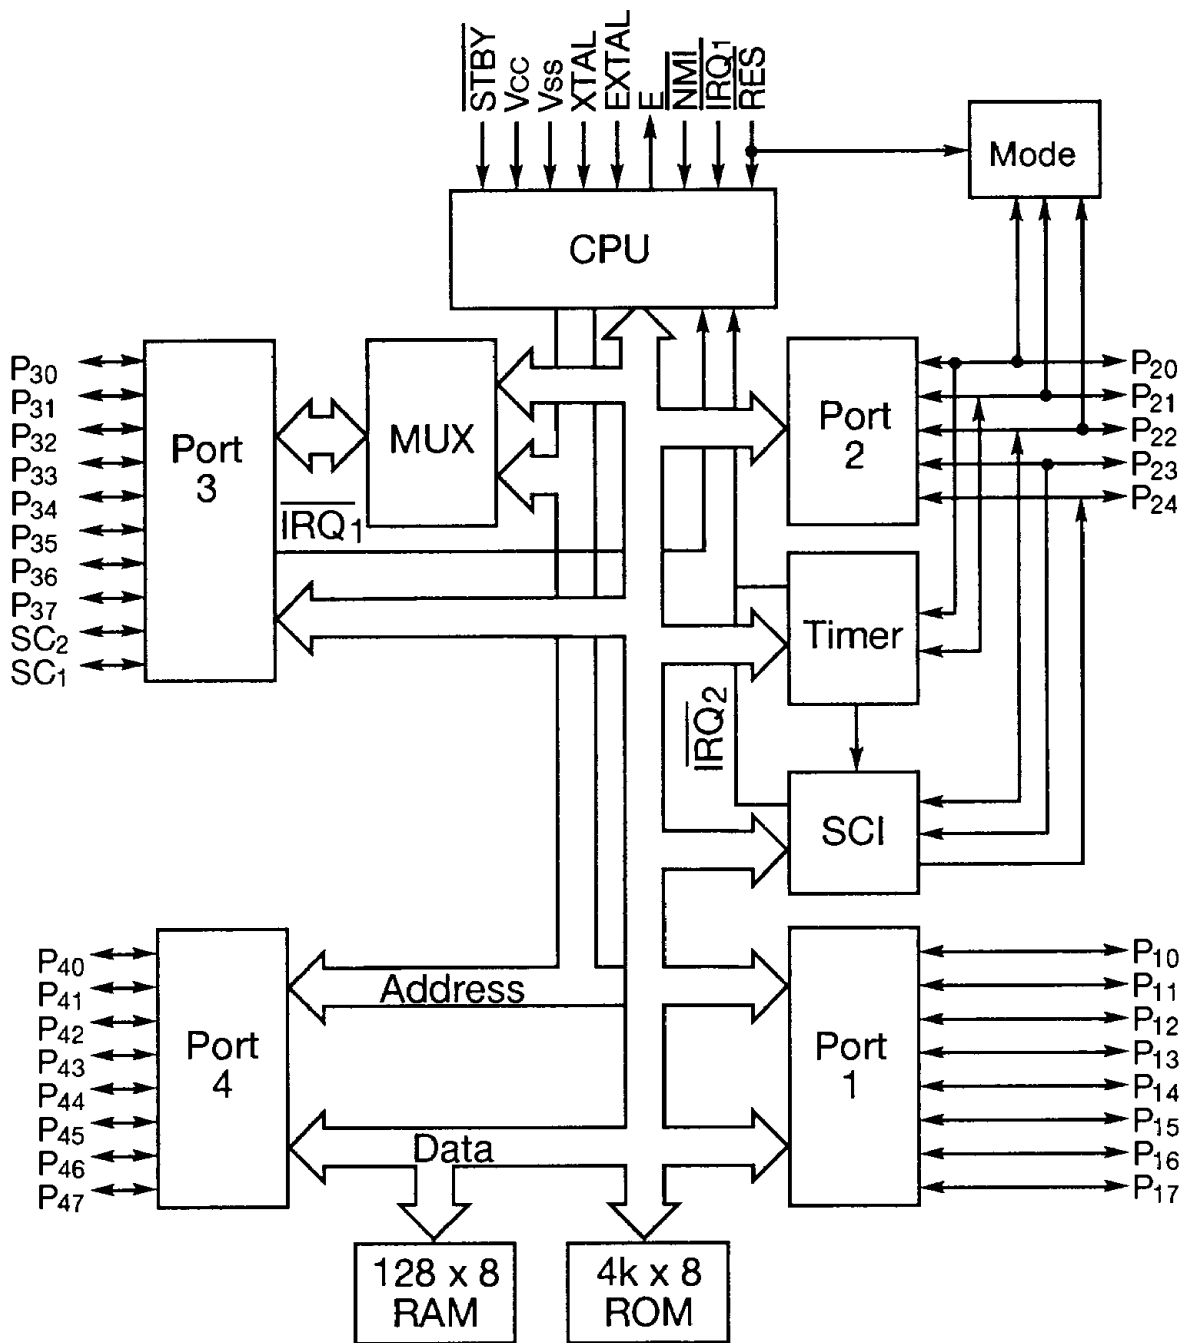 STBY
Vcc
Vss
XTAL
EXTAL
E
NMI
IRQ1
RES
Mode
CPU
P30
P31
P32
P33
P34
P35
P36
P37
SC2
SC1
Port
3
MUX
IRQ1
Port
2
P20
P21
P22
P23
P24
Timer
IRQ2
SCI
P40
P41
P42
P43
P44
P45
P46
P47
Port
4
Address
Data
Port
1
P10
P11
P12
P13
P14
P15
P16
P17
128 x 8
RAM
4k x 8
ROM